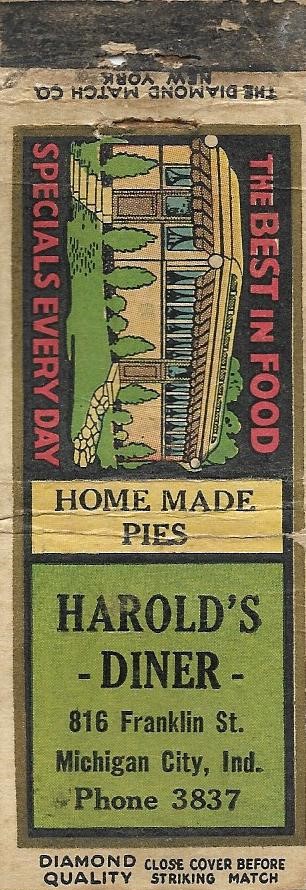 THE DIAMOND MATCH CO.
NEW YORK
THE BEST IN FOOD
SPECIALS EVERY DAY
HOME MADE
PIES
HAROLD'S
- DINER -
816 Franklin St.
Michigan City, Ind.
Phone 3837
DIAMOND QUALITY
CLOSE COVER BEFORE STRIKING MATCH